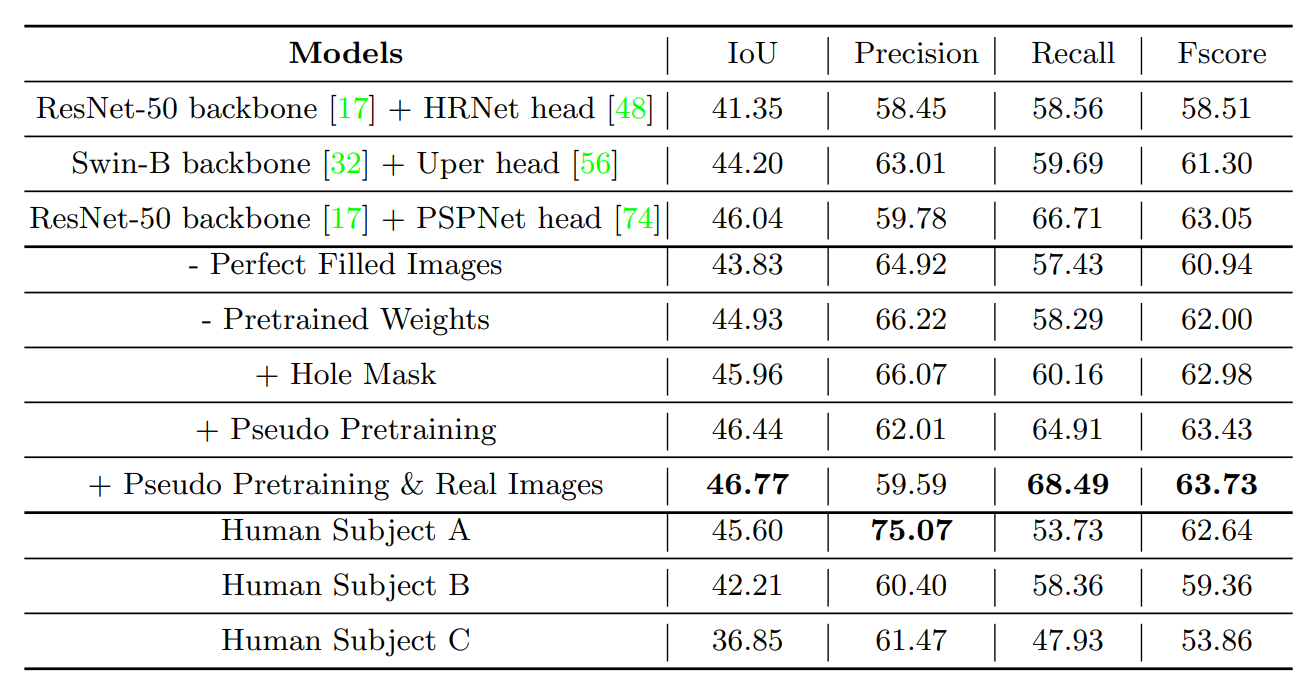 Models IoU Precision Recall Fscore
ResNet-50 backbone [17] + HRNet head [48] 41.35 58.45 58.56 58.51
Swin-B backbone [32] + Uper head [56] 44.20 63.01 59.69 61.30
ResNet-50 backbone [17] + PSPNet head [74] 46.04 59.78 66.71 63.05
- Perfect Filled Images 43.83 64.92 57.43 60.94
- Pretrained Weights 44.93 66.22 58.29 62.00
+ Hole Mask 45.96 66.07 60.16 62.98
+ Pseudo Pretraining 46.44 62.01 64.91 63.43
+ Pseudo Pretraining & Real Images 46.77 59.59 68.49 63.73
Human Subject A 45.60 75.07 53.73 62.64
Human Subject B 42.21 60.40 58.36 59.36
Human Subject C 36.85 61.47 47.93 53.86